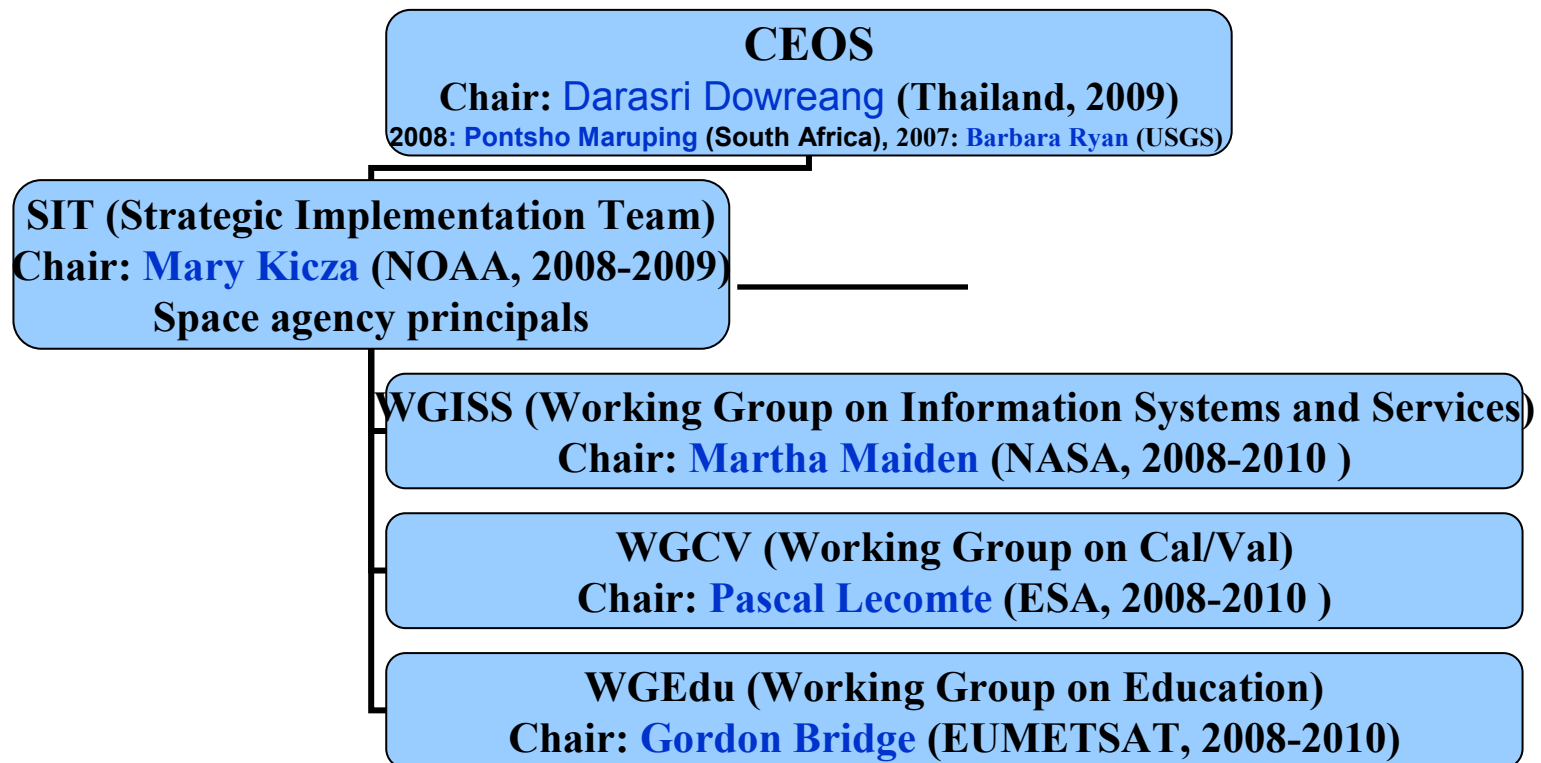 CEOS
Chair: Darasri Dowreang (Thailand, 2009)
2008: Pontsho Maruping (South Africa), 2007: Barbara Ryan (USGS)
SIT (Strategic Implementation Team)
Chair: Mary Kicza (NOAA, 2008-2009)
Space agency principals
WGISS (Working Group on Information Systems and Services)
Chair: Martha Maiden (NASA, 2008-2010 )
WGCV (Working Group on Cal/Val)
Chair: Pascal Lecomte (ESA, 2008-2010 )
WGEdu (Working Group on Education)
Chair: Gordon Bridge (EUMETSAT, 2008-2010)